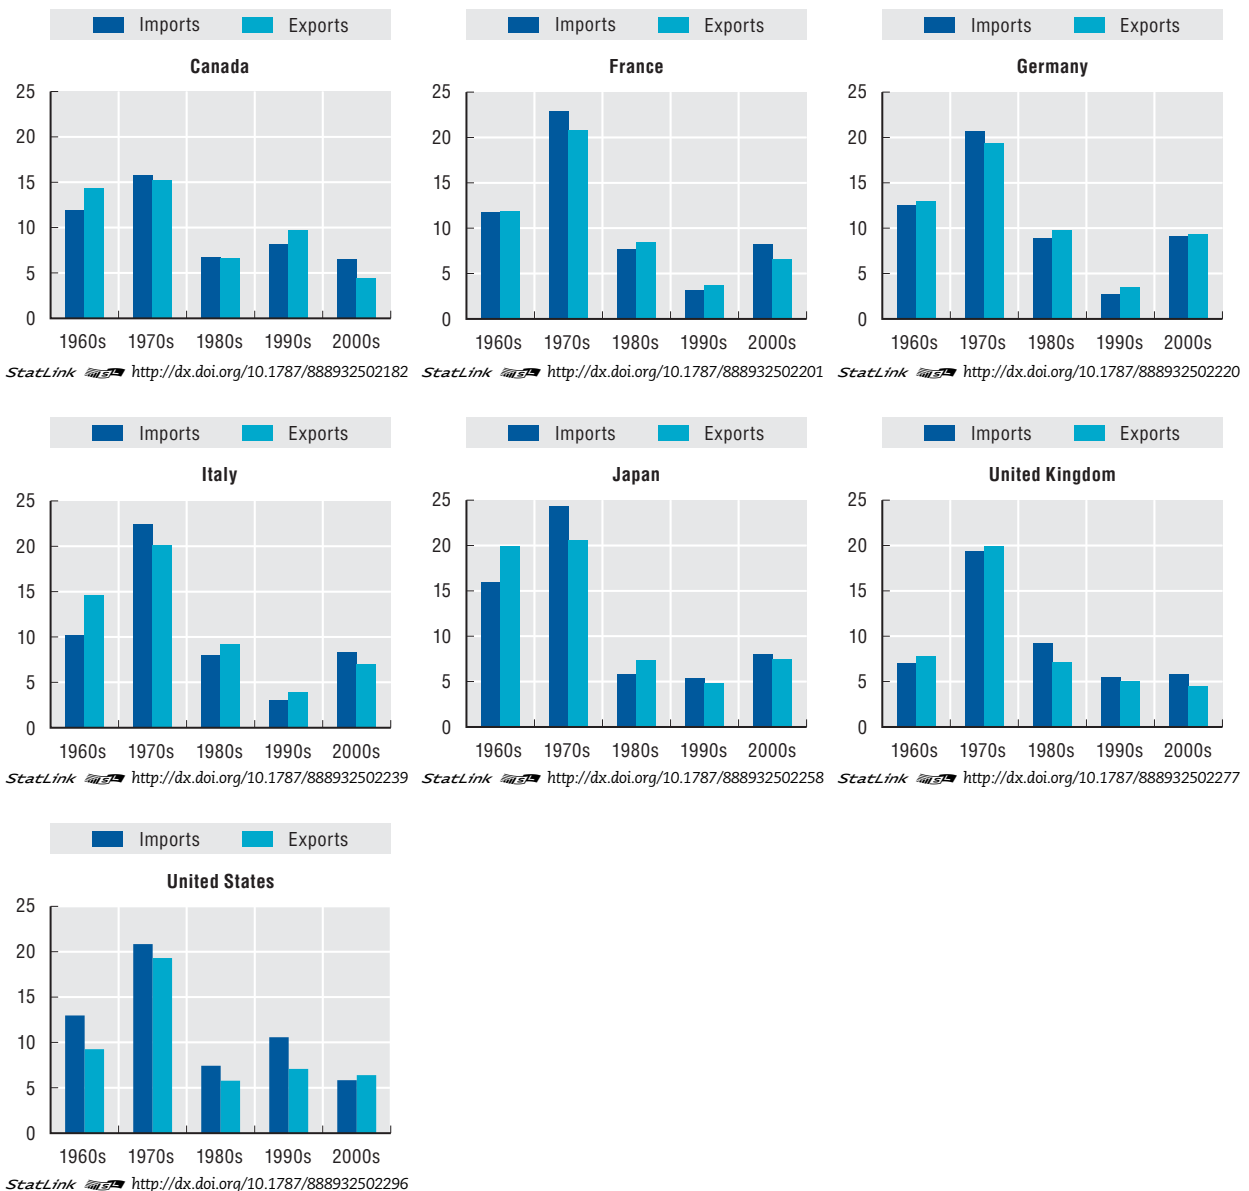 Imports Exports
Canada
25
20
15
10
5
0
1960s 1970s 1980s 1990s 2000s
StatLink http://dx.doi.org/10.1787/888932502182
Imports Exports
France
25
20
15
10
5
0
1960s 1970s 1980s 1990s 2000s
StatLink http://dx.doi.org/10.1787/888932502201
Imports Exports
Germany
25
20
15
10
5
0
1960s 1970s 1980s 1990s 2000s
StatLink http://dx.doi.org/10.1787/888932502220
Imports Exports
Italy
25
20
15
10
5
0
1960s 1970s 1980s 1990s 2000s
StatLink http://dx.doi.org/10.1787/888932502239
Imports Exports
Japan
25
20
15
10
5
0
1960s 1970s 1980s 1990s 2000s
StatLink http://dx.doi.org/10.1787/888932502258
Imports Exports
United Kingdom
25
20
15
10
5
0
1960s 1970s 1980s 1990s 2000s
StatLink http://dx.doi.org/10.1787/888932502277
Imports Exports
United States
25
20
15
10
5
0
1960s 1970s 1980s 1990s 2000s
StatLink http://dx.doi.org/10.1787/888932502296